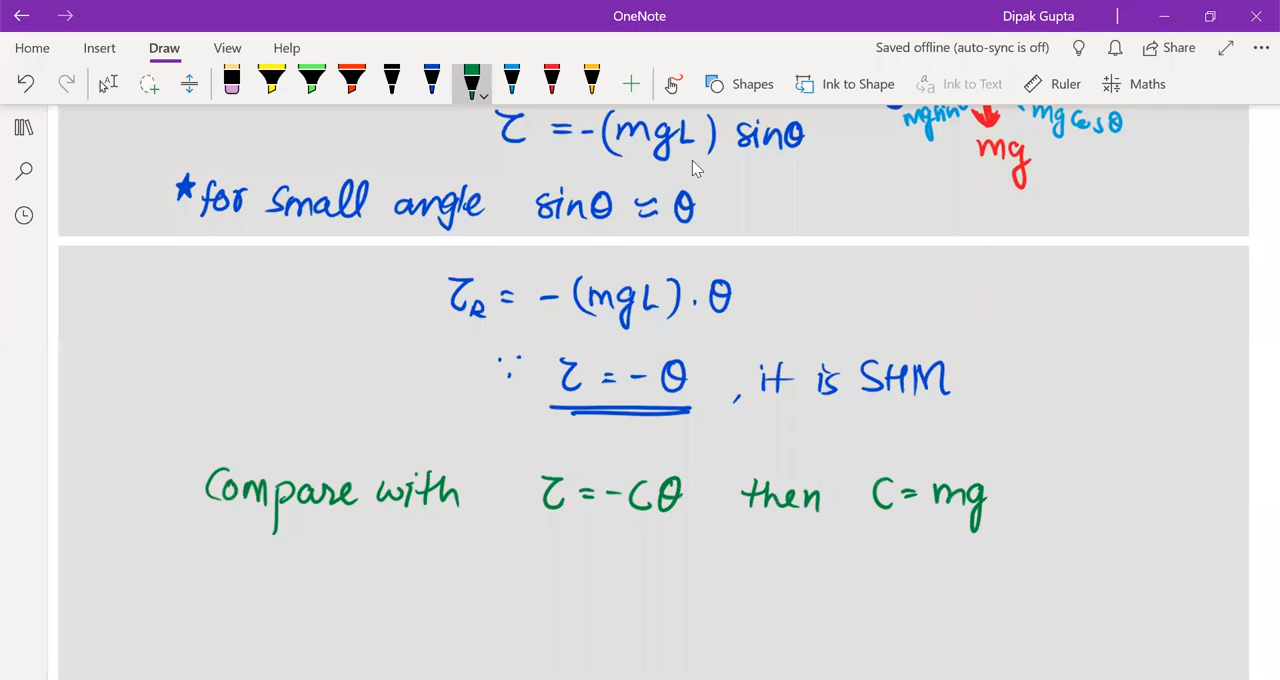 OneNote
Dipak Gupta
Home Insert Draw View Help
Saved offline (auto-sync is off)
Share
Shapes
Ink to Shape
Ink to Text
Ruler
Maths
τ = -(mgL) sinθ
mg sinθ
mg cosθ
mg
★for small angle sinθ ≈ θ
τR = - (mgL) . θ
∵ τ = - θ , it is SHM
Compare with τ = - Cθ then C = mg